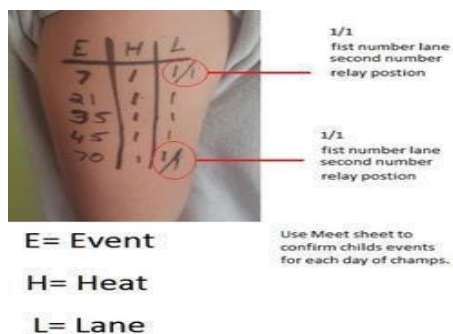 E H L
7 1 1/1
21 1 1
35 1 1
45 1 1
70 1 1/1
1/1
fist number lane
second number
relay postion
1/1
fist number lane
second number
relay postion
E= Event
H= Heat
L= Lane
Use Meet sheet to
confirm childs events
for each day of champs.